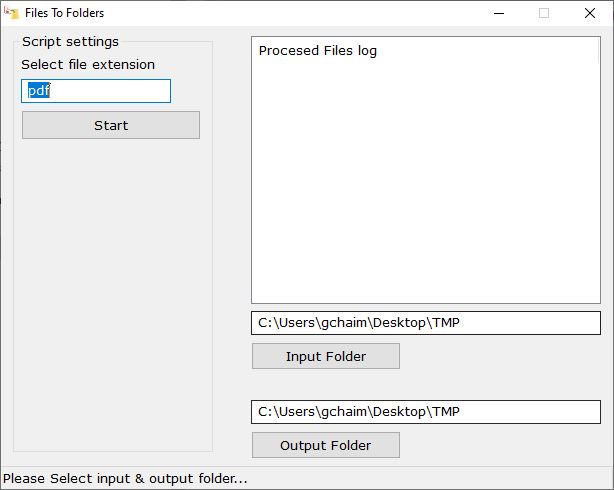 Files To Folders
Script settings
Select file extension
pdf
Start
Procesed Files log
C:\Users\gchaim\Desktop\TMP
Input Folder
C:\Users\gchaim\Desktop\TMP
Output Folder
Please Select input & output folder...